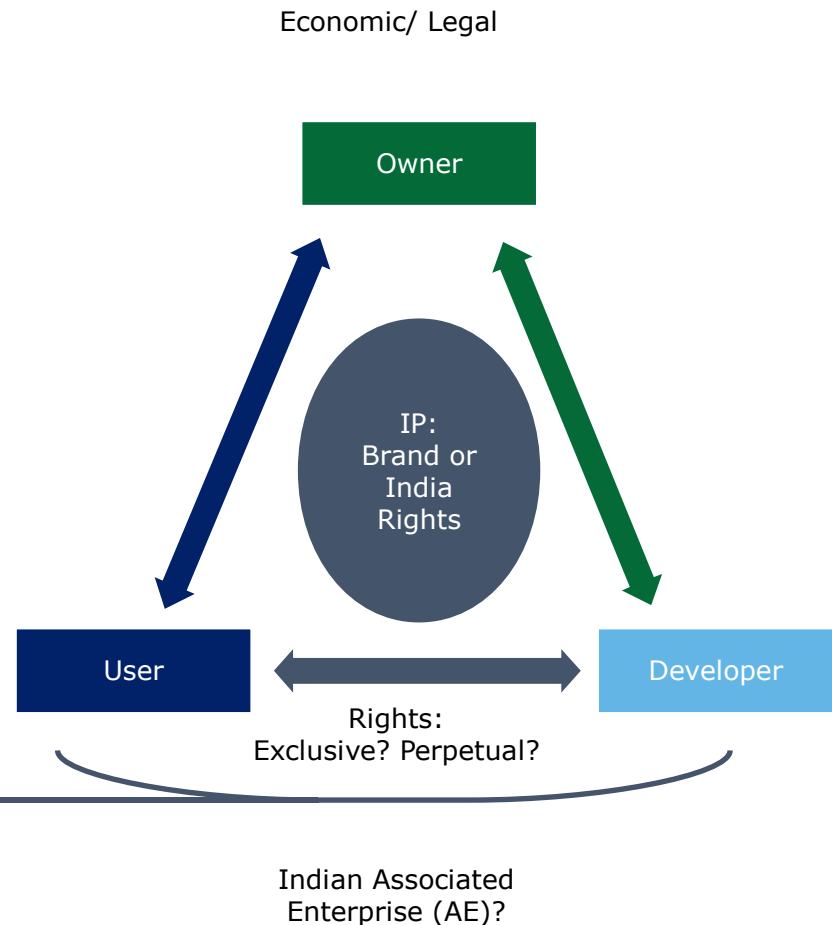 Economic/ Legal
Owner
IP:
Brand or
India
Rights
User
Developer
Rights:
Exclusive? Perpetual?
Indian Associated
Enterprise (AE)?